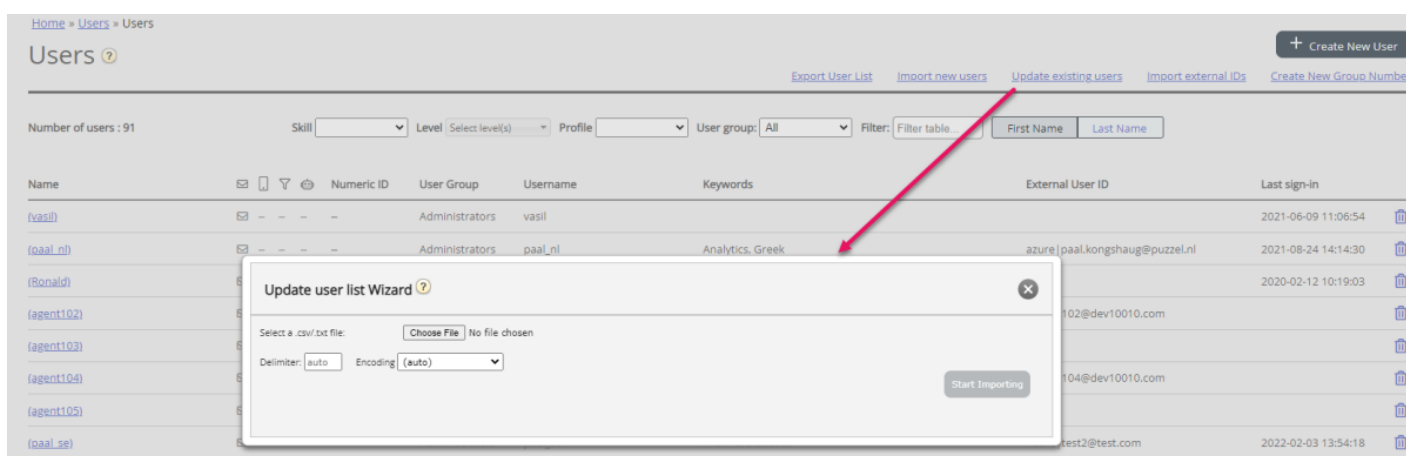 Home » Users » Users
Users ?
+ Create New User
Export User List Import new users Update existing users Import external IDs Create New Group Numbe
Number of users : 91 Skill Level Select level(s) Profile User group: All Filter: Filter table... First Name Last Name
Name Numeric ID User Group Username Keywords External User ID Last sign-in
(vasil) – – – – Administrators vasil 2021-06-09 11:06:54
(paal_nl) – – – – Administrators paal_nl Analytics, Greek azure|paal.kongshaug@puzzel.nl 2021-08-24 14:14:30
(Ronald) 2020-02-12 10:19:03
Update user list Wizard ?
(agent102) 102@dev10010.com
Select a .csv/.txt file: Choose File No file chosen
(agent103)
Delimiter: auto Encoding (auto)
(agent104) 104@dev10010.com
Start Importing
(agent105)
(paal_se) test2@test.com 2022-02-03 13:54:18